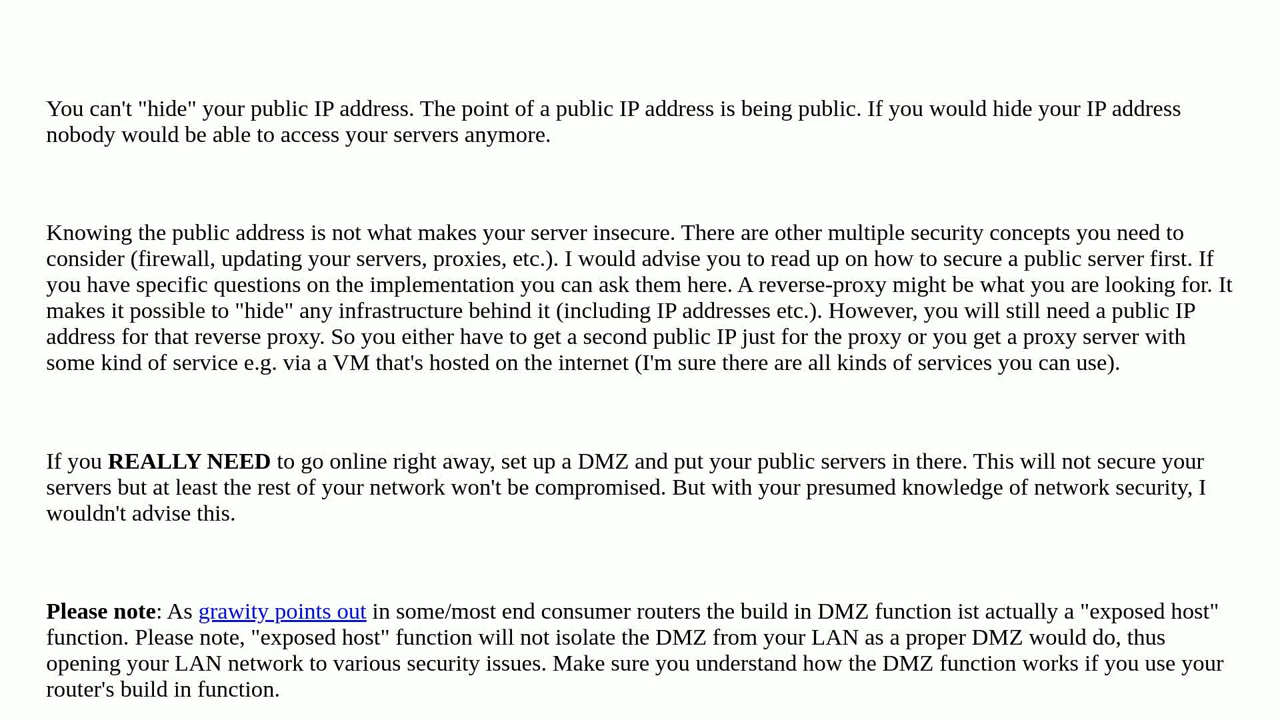 You can't "hide" your public IP address. The point of a public IP address is being public. If you would hide your IP address
nobody would be able to access your servers anymore.
Knowing the public address is not what makes your server insecure. There are other multiple security concepts you need to
consider (firewall, updating your servers, proxies, etc.). I would advise you to read up on how to secure a public server first. If
you have specific questions on the implementation you can ask them here. A reverse-proxy might be what you are looking for. It
makes it possible to "hide" any infrastructure behind it (including IP addresses etc.). However, you will still need a public IP
address for that reverse proxy. So you either have to get a second public IP just for the proxy or you get a proxy server with
some kind of service e.g. via a VM that's hosted on the internet (I'm sure there are all kinds of services you can use).
If you REALLY NEED to go online right away, set up a DMZ and put your public servers in there. This will not secure your
servers but at least the rest of your network won't be compromised. But with your presumed knowledge of network security, I
wouldn't advise this.
Please note: As grawity points out in some/most end consumer routers the build in DMZ function ist actually a "exposed host"
function. Please note, "exposed host" function will not isolate the DMZ from your LAN as a proper DMZ would do, thus
opening your LAN network to various security issues. Make sure you understand how the DMZ function works if you use your
router's build in function.